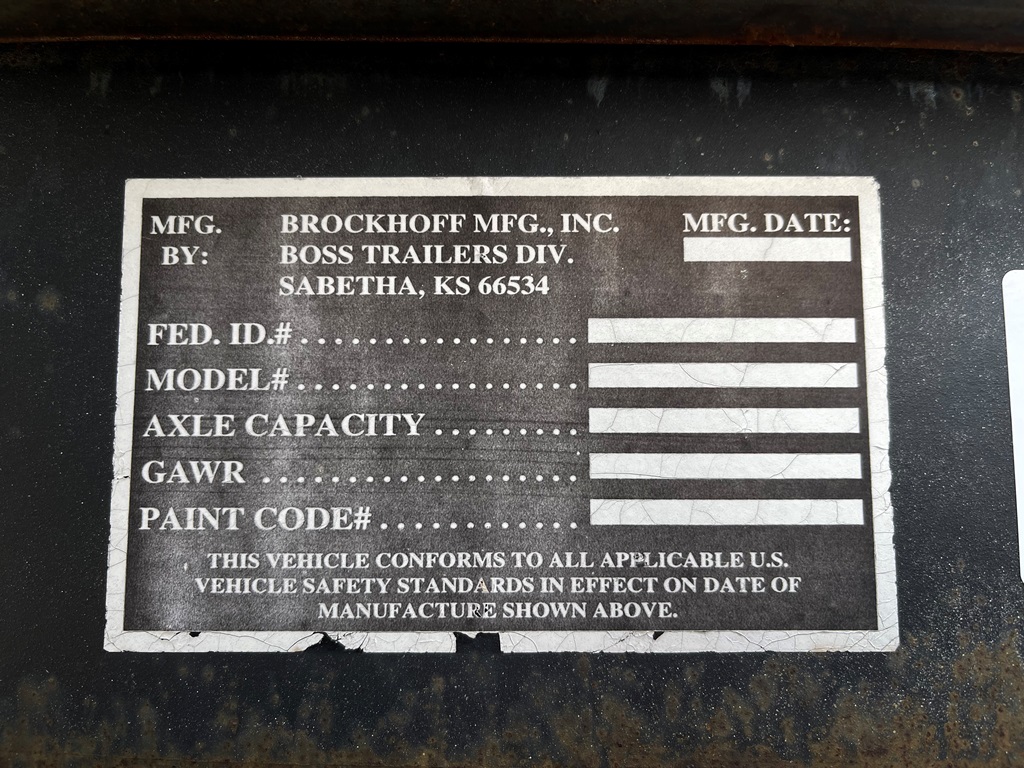 MFG. BROCKHOFF MFG., INC. MFG. DATE:
BY: BOSS TRAILERS DIV.
SABETHA, KS 66534
FED. ID.# . . . . . . . . . . . . . . . . .
MODEL# . . . . . . . . . . . . . . . . .
AXLE CAPACITY . . . . . . . . .
GAWR . . . . . . . . . . . . . . . . . . .
PAINT CODE# . . . . . . . . . . . .
THIS VEHICLE CONFORMS TO ALL APPLICABLE U.S.
VEHICLE SAFETY STANDARDS IN EFFECT ON DATE OF
MANUFACTURE SHOWN ABOVE.